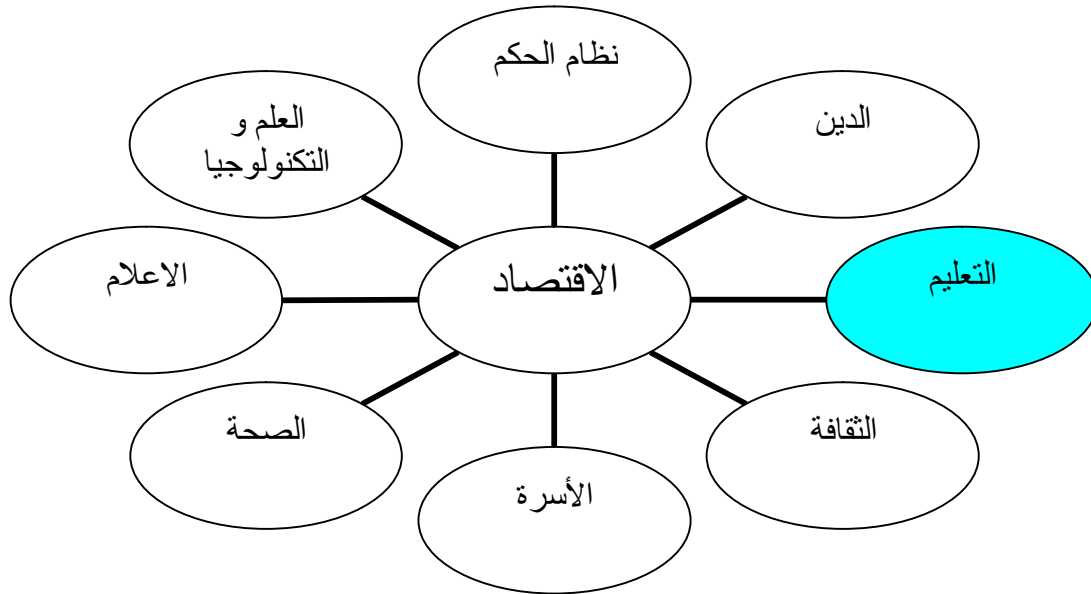 نظام الحكم
الدين
العلم و
التكنولوجيا
التعليم
الاقتصاد
الاعلام
الثقافة
الصحة
الأسرة